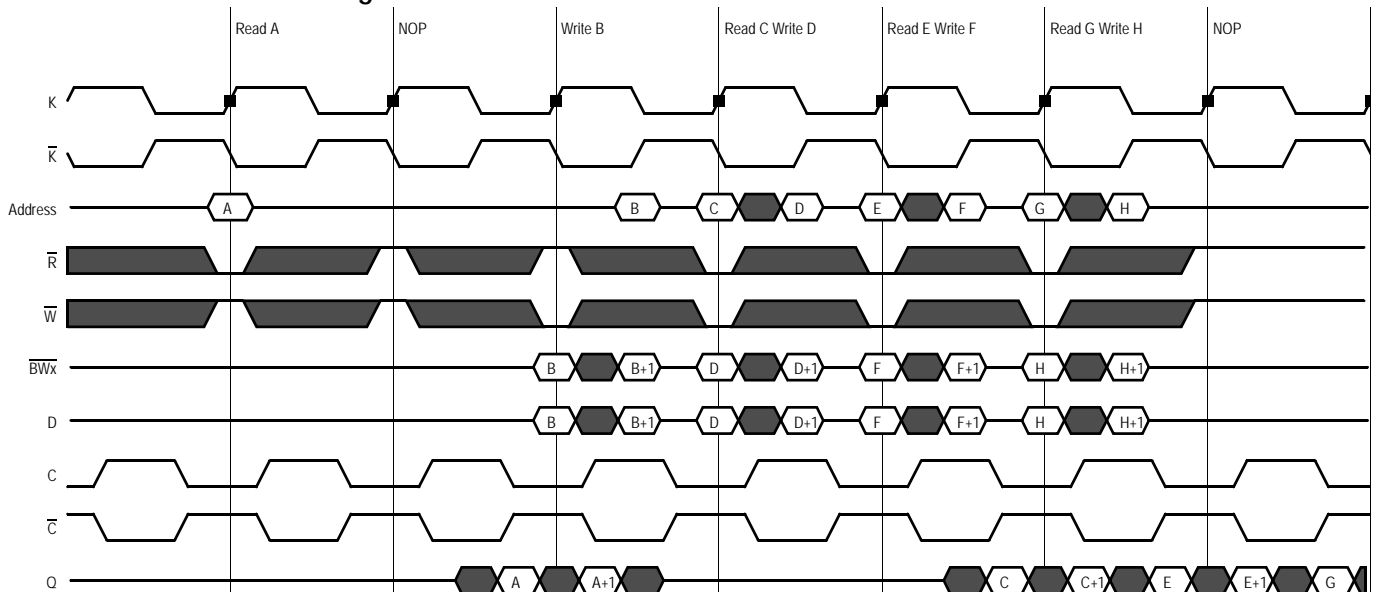 Read A NOP Write B Read C Write D Read E Write F Read G Write H NOP
K
K
Address A B C D E F G H
R
W
BWx B B+1 D D+1 F F+1 H H+1
D B B+1 D D+1 F F+1 H H+1
C
C
Q A A+1 C C+1 E E+1 G